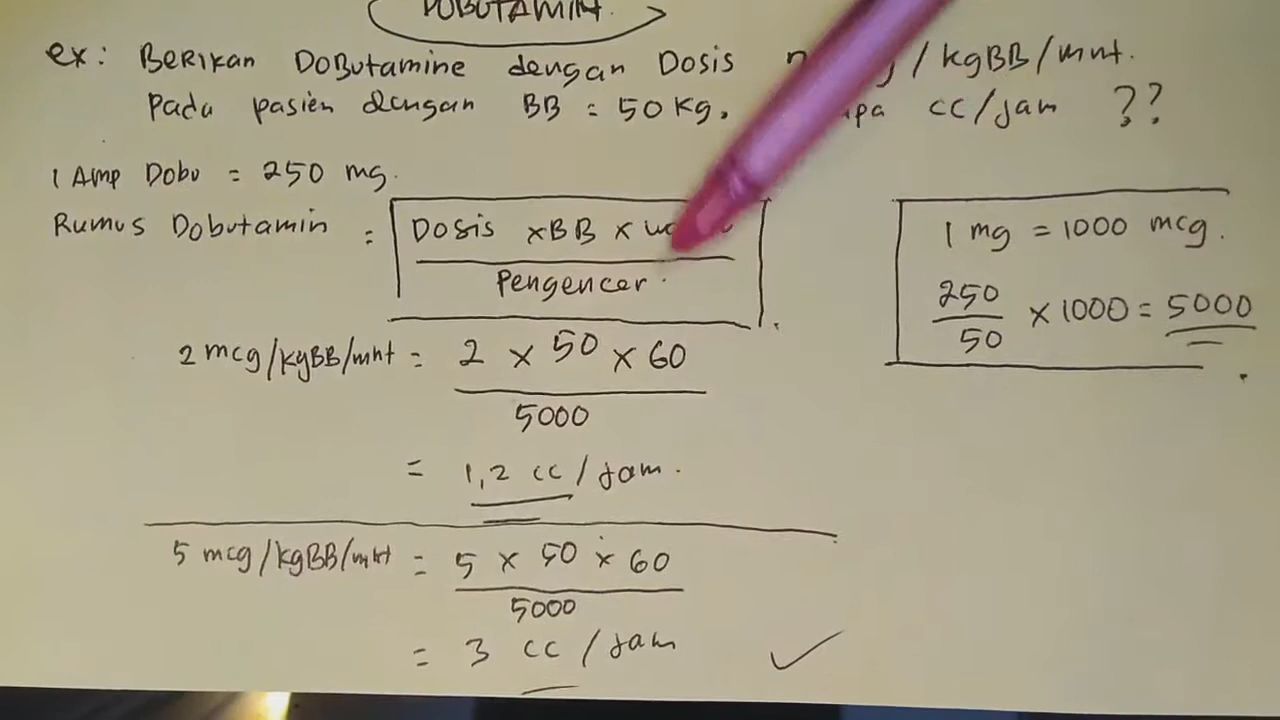 DOBUTAMIN.
ex: Berikan Dobutamine dengan Dosis /kgBB/mnt.
Pada pasien dengan BB = 50 Kg, cc/jam ??
1 Amp Dobu = 250 mg.
Rumus Dobutamin = Dosis x BB x
Pengencer.
1 mg = 1000 mcg.
250
50
x 1000 = 5000
2 mcg/kgBB/mnt = 2 x 50 x 60
5000
= 1,2 cc/jam.
5 mcg/kgBB/mnt = 5 x 50 x 60
5000
= 3 cc/jam